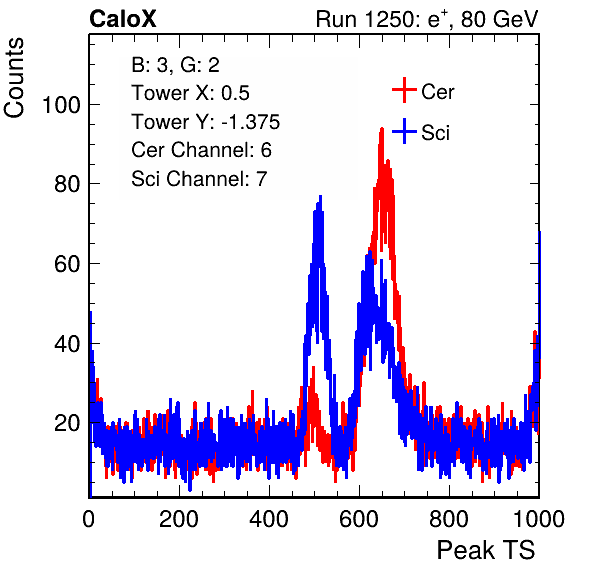 CaloX Run 1250: e+, 80 GeV
Counts
B: 3, G: 2
Tower X: 0.5
Tower Y: -1.375
Cer Channel: 6
Sci Channel: 7
Cer
Sci
100
80
60
40
20
0 200 400 600 800 1000
Peak TS